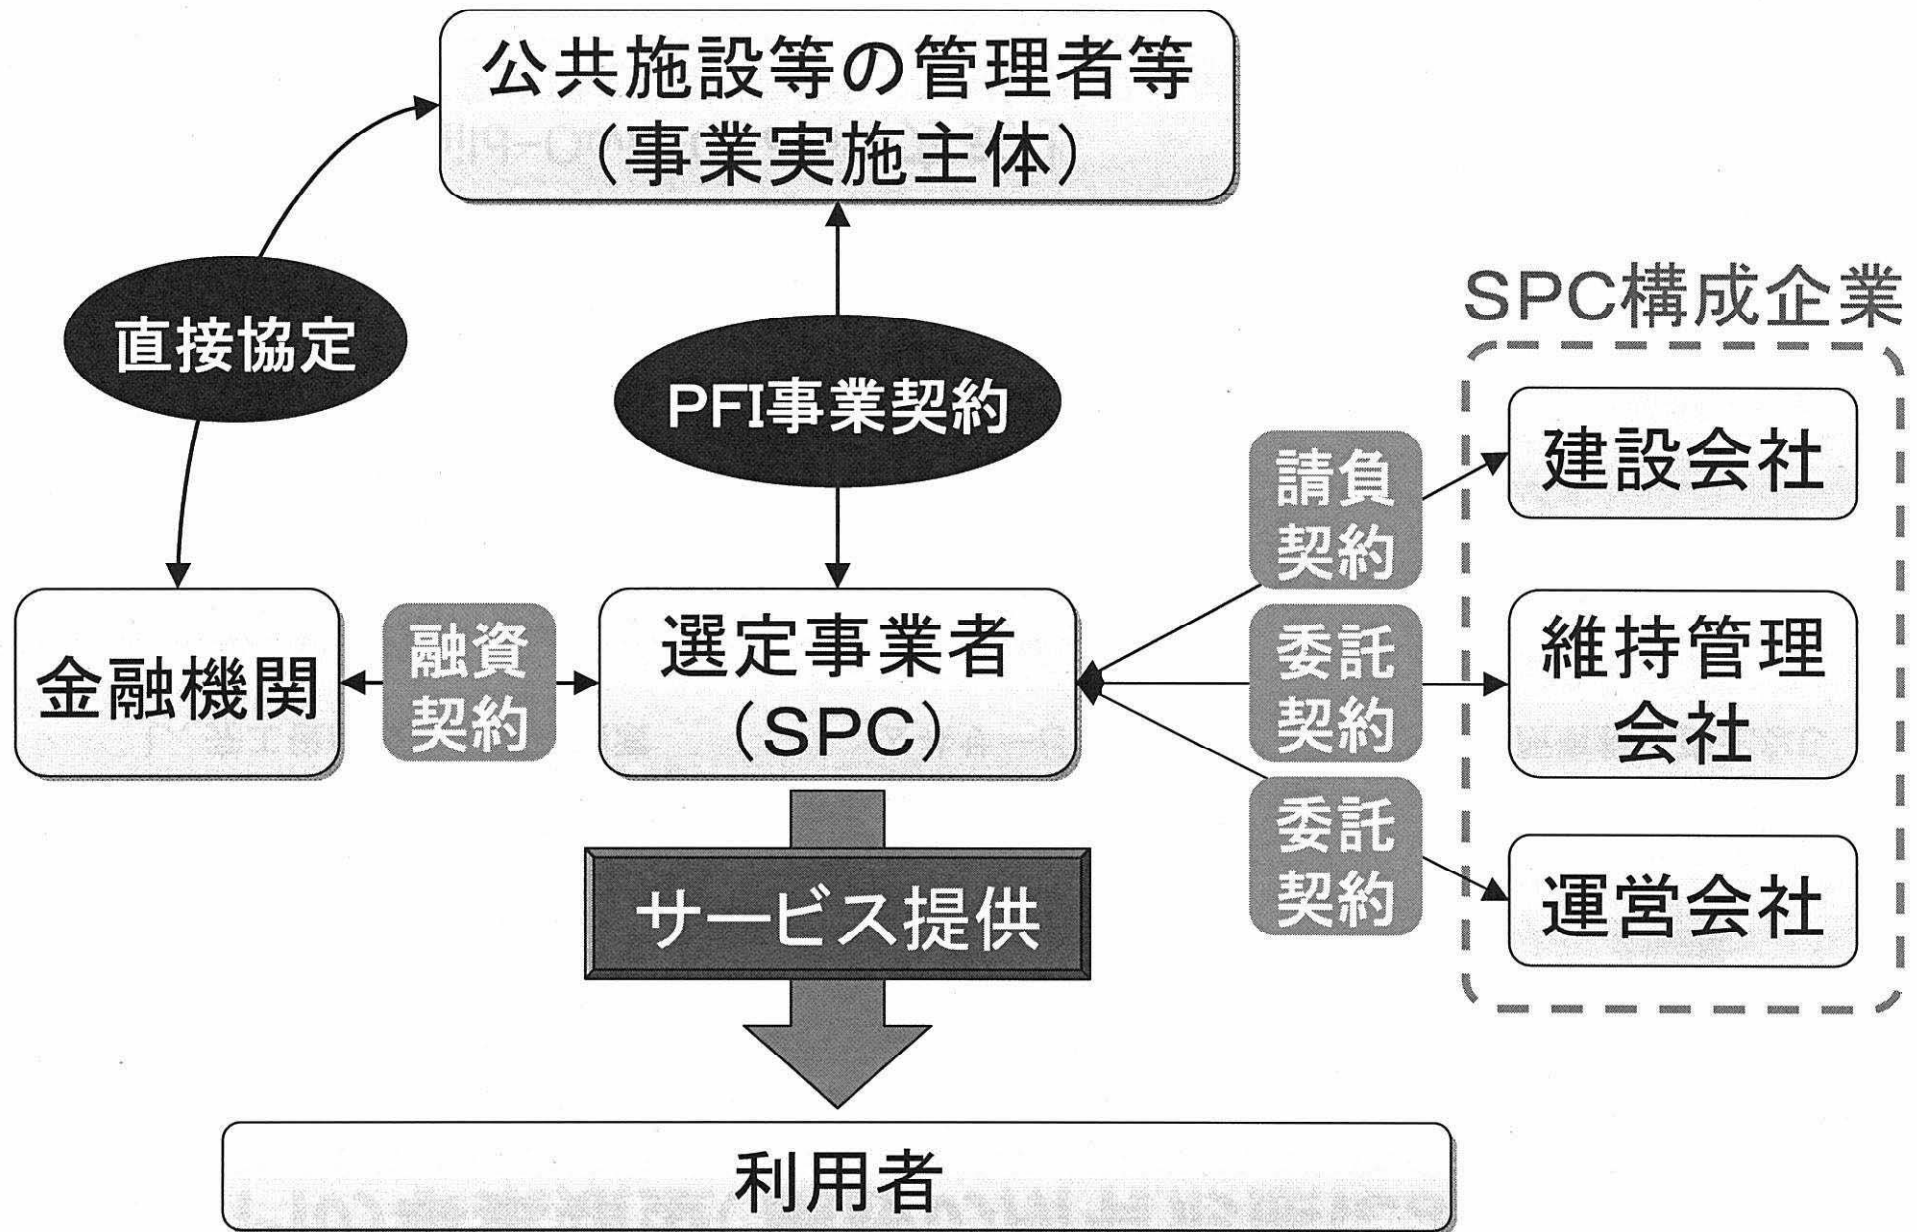 公共施設等の管理者等
（事業実施主体）
直接協定
PFI事業契約
SPC構成企業
請負
契約
建設会社
金融機関
融資
契約
選定事業者
（SPC）
委託
契約
維持管理
会社
委託
契約
運営会社
サービス提供
利用者